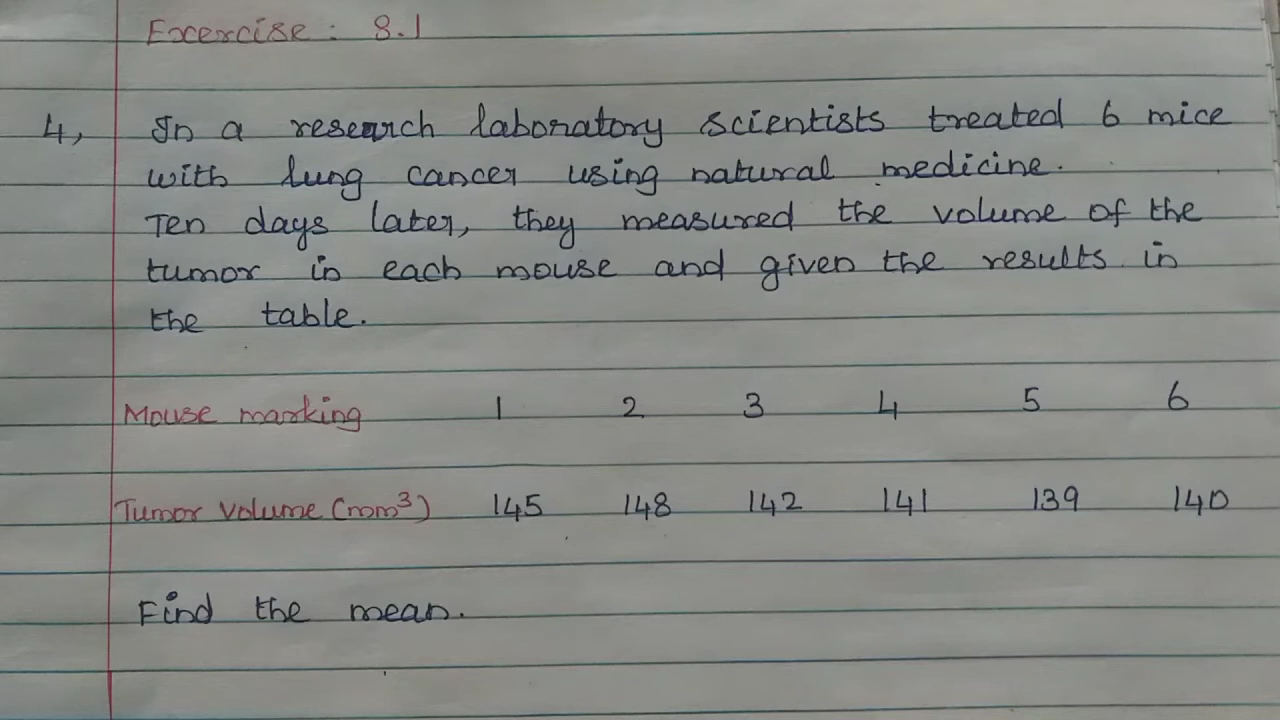 Excercise : 8.1
4, In a research laboratory scientists treated 6 mice
with lung cancer using natural medicine.
Ten days later, they measured the volume of the
tumor in each mouse and given the results in
the table.
Mouse marking 1 2 3 4 5 6
Tumor volume (mm³) 145 148 142 141 139 140
Find the mean.